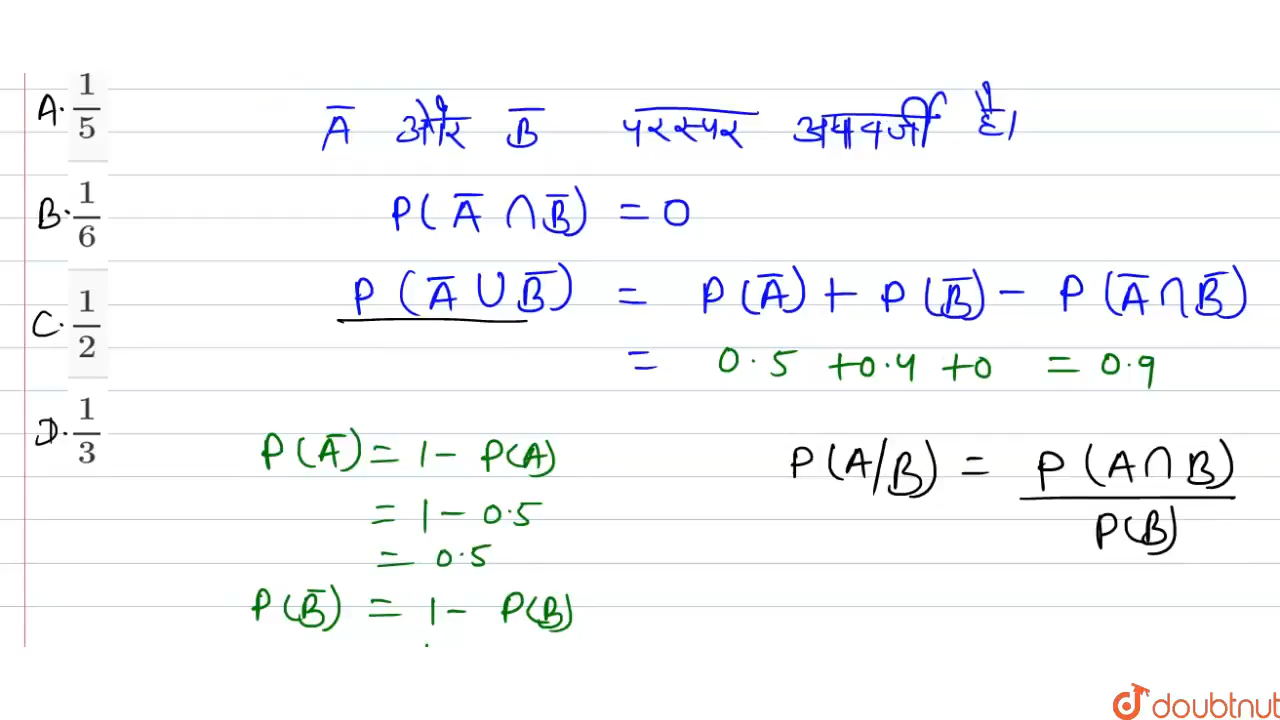 A. 1/5
Ā और B̄ परस्पर अपवर्जी है।
B. 1/6
P(Ā ∩ B̄) = 0
C. 1/2
P(Ā ∪ B̄) = P(Ā) + P(B̄) - P(Ā ∩ B̄)
= 0.5 + 0.4 + 0 = 0.9
D. 1/3
P(Ā) = 1 - P(A)
= 1 - 0.5
= 0.5
P(B̄) = 1 - P(B)
P(A/B) = P(A ∩ B) / P(B)
doubtnut